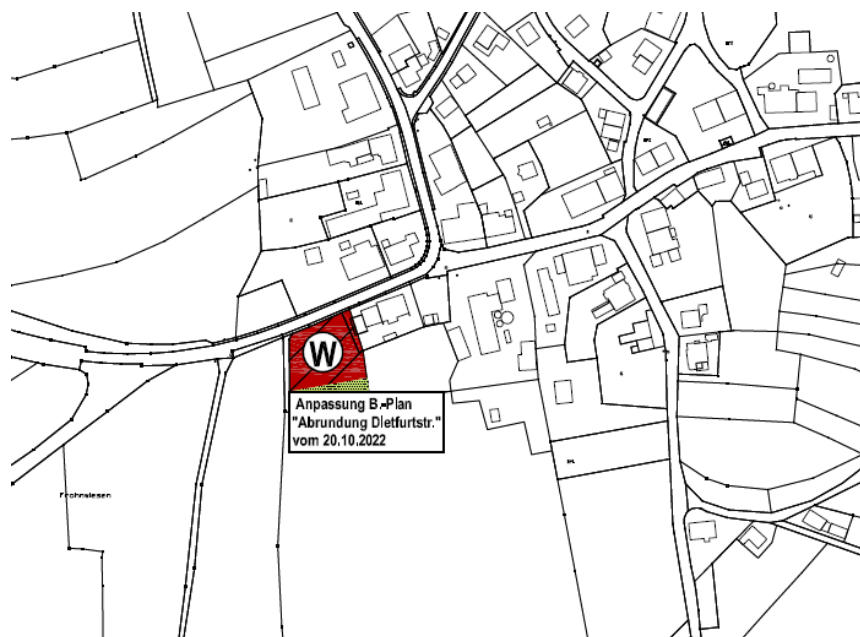 W
Anpassung B.-Plan
"Abrundung Dietfurtstr."
vom 20.10.2022
Frohnwiesen